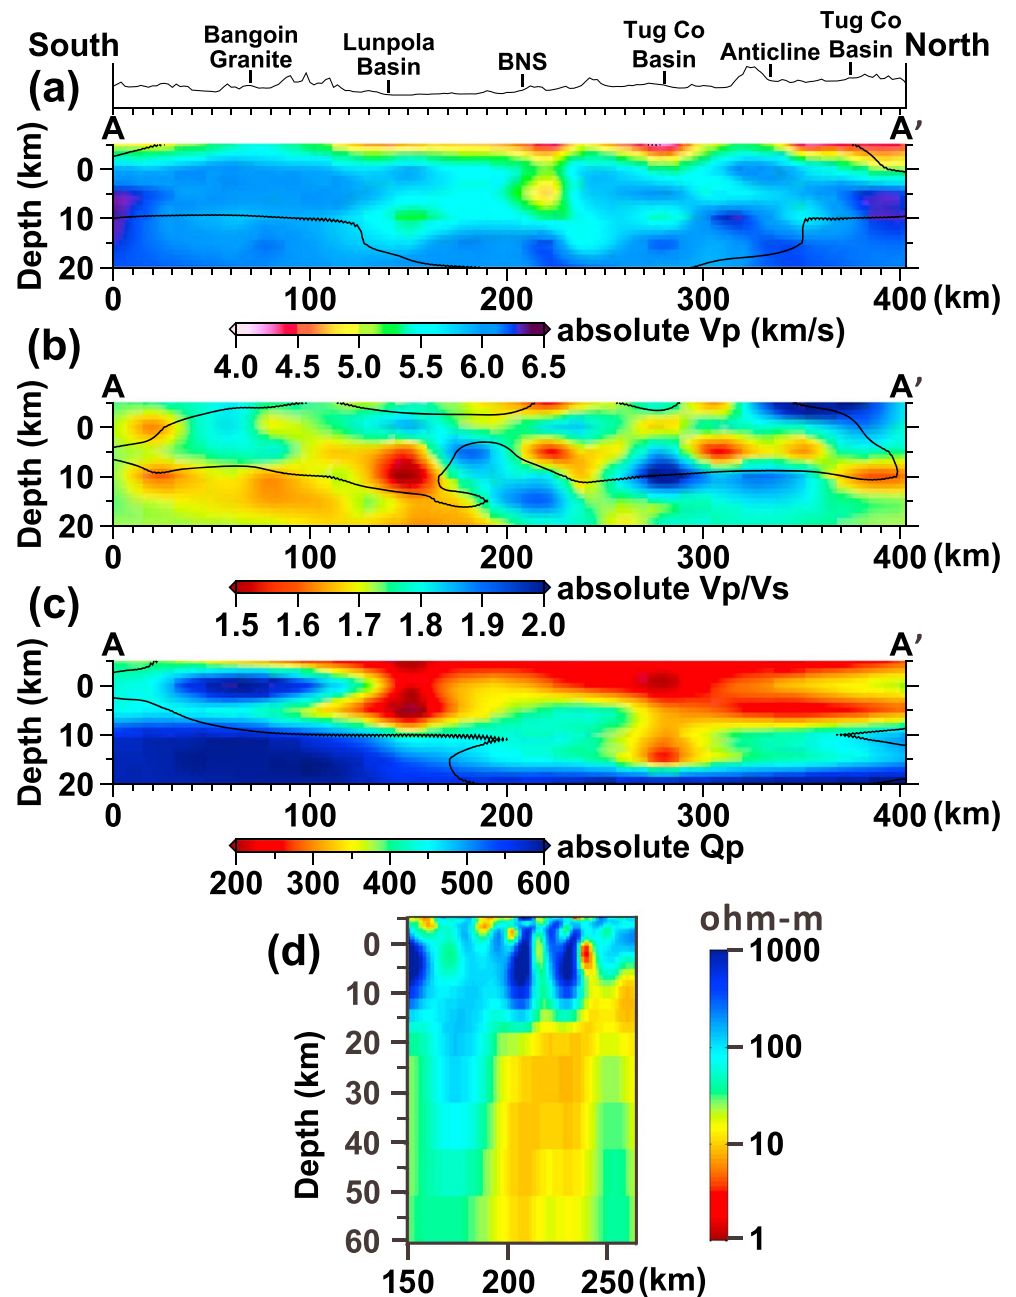 South
Bangoin
Granite
Lunpola
Basin
BNS
Tug Co
Basin
Anticline
Tug Co
Basin
North
(a)
A
A’
Depth (km)
0
10
20
0 100 200 300 400 (km)
absolute Vp (km/s)
4.0 4.5 5.0 5.5 6.0 6.5
(b)
A
A’
Depth (km)
0
10
20
0 100 200 300 400 (km)
absolute Vp/Vs
1.5 1.6 1.7 1.8 1.9 2.0
(c)
A
A’
Depth (km)
0
10
20
0 100 200 300 400 (km)
absolute Qp
200 300 400 500 600
(d)
Depth (km)
0
10
20
30
40
50
60
150 200 250 (km)
ohm-m
1000
100
10
1